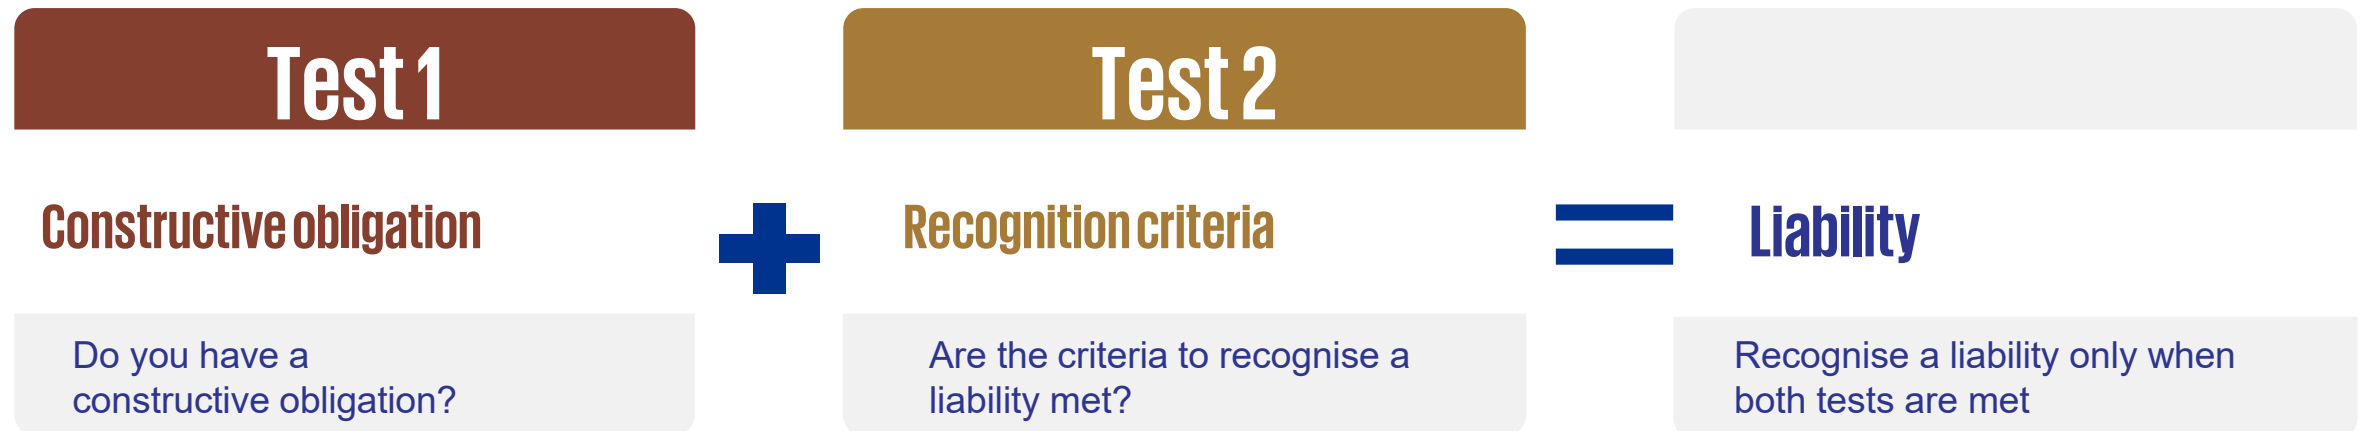 Test 1
Constructive obligation
Do you have a
constructive obligation?
Test 2
Recognition criteria
Are the criteria to recognise a
liability met?
Liability
Recognise a liability only when
both tests are met